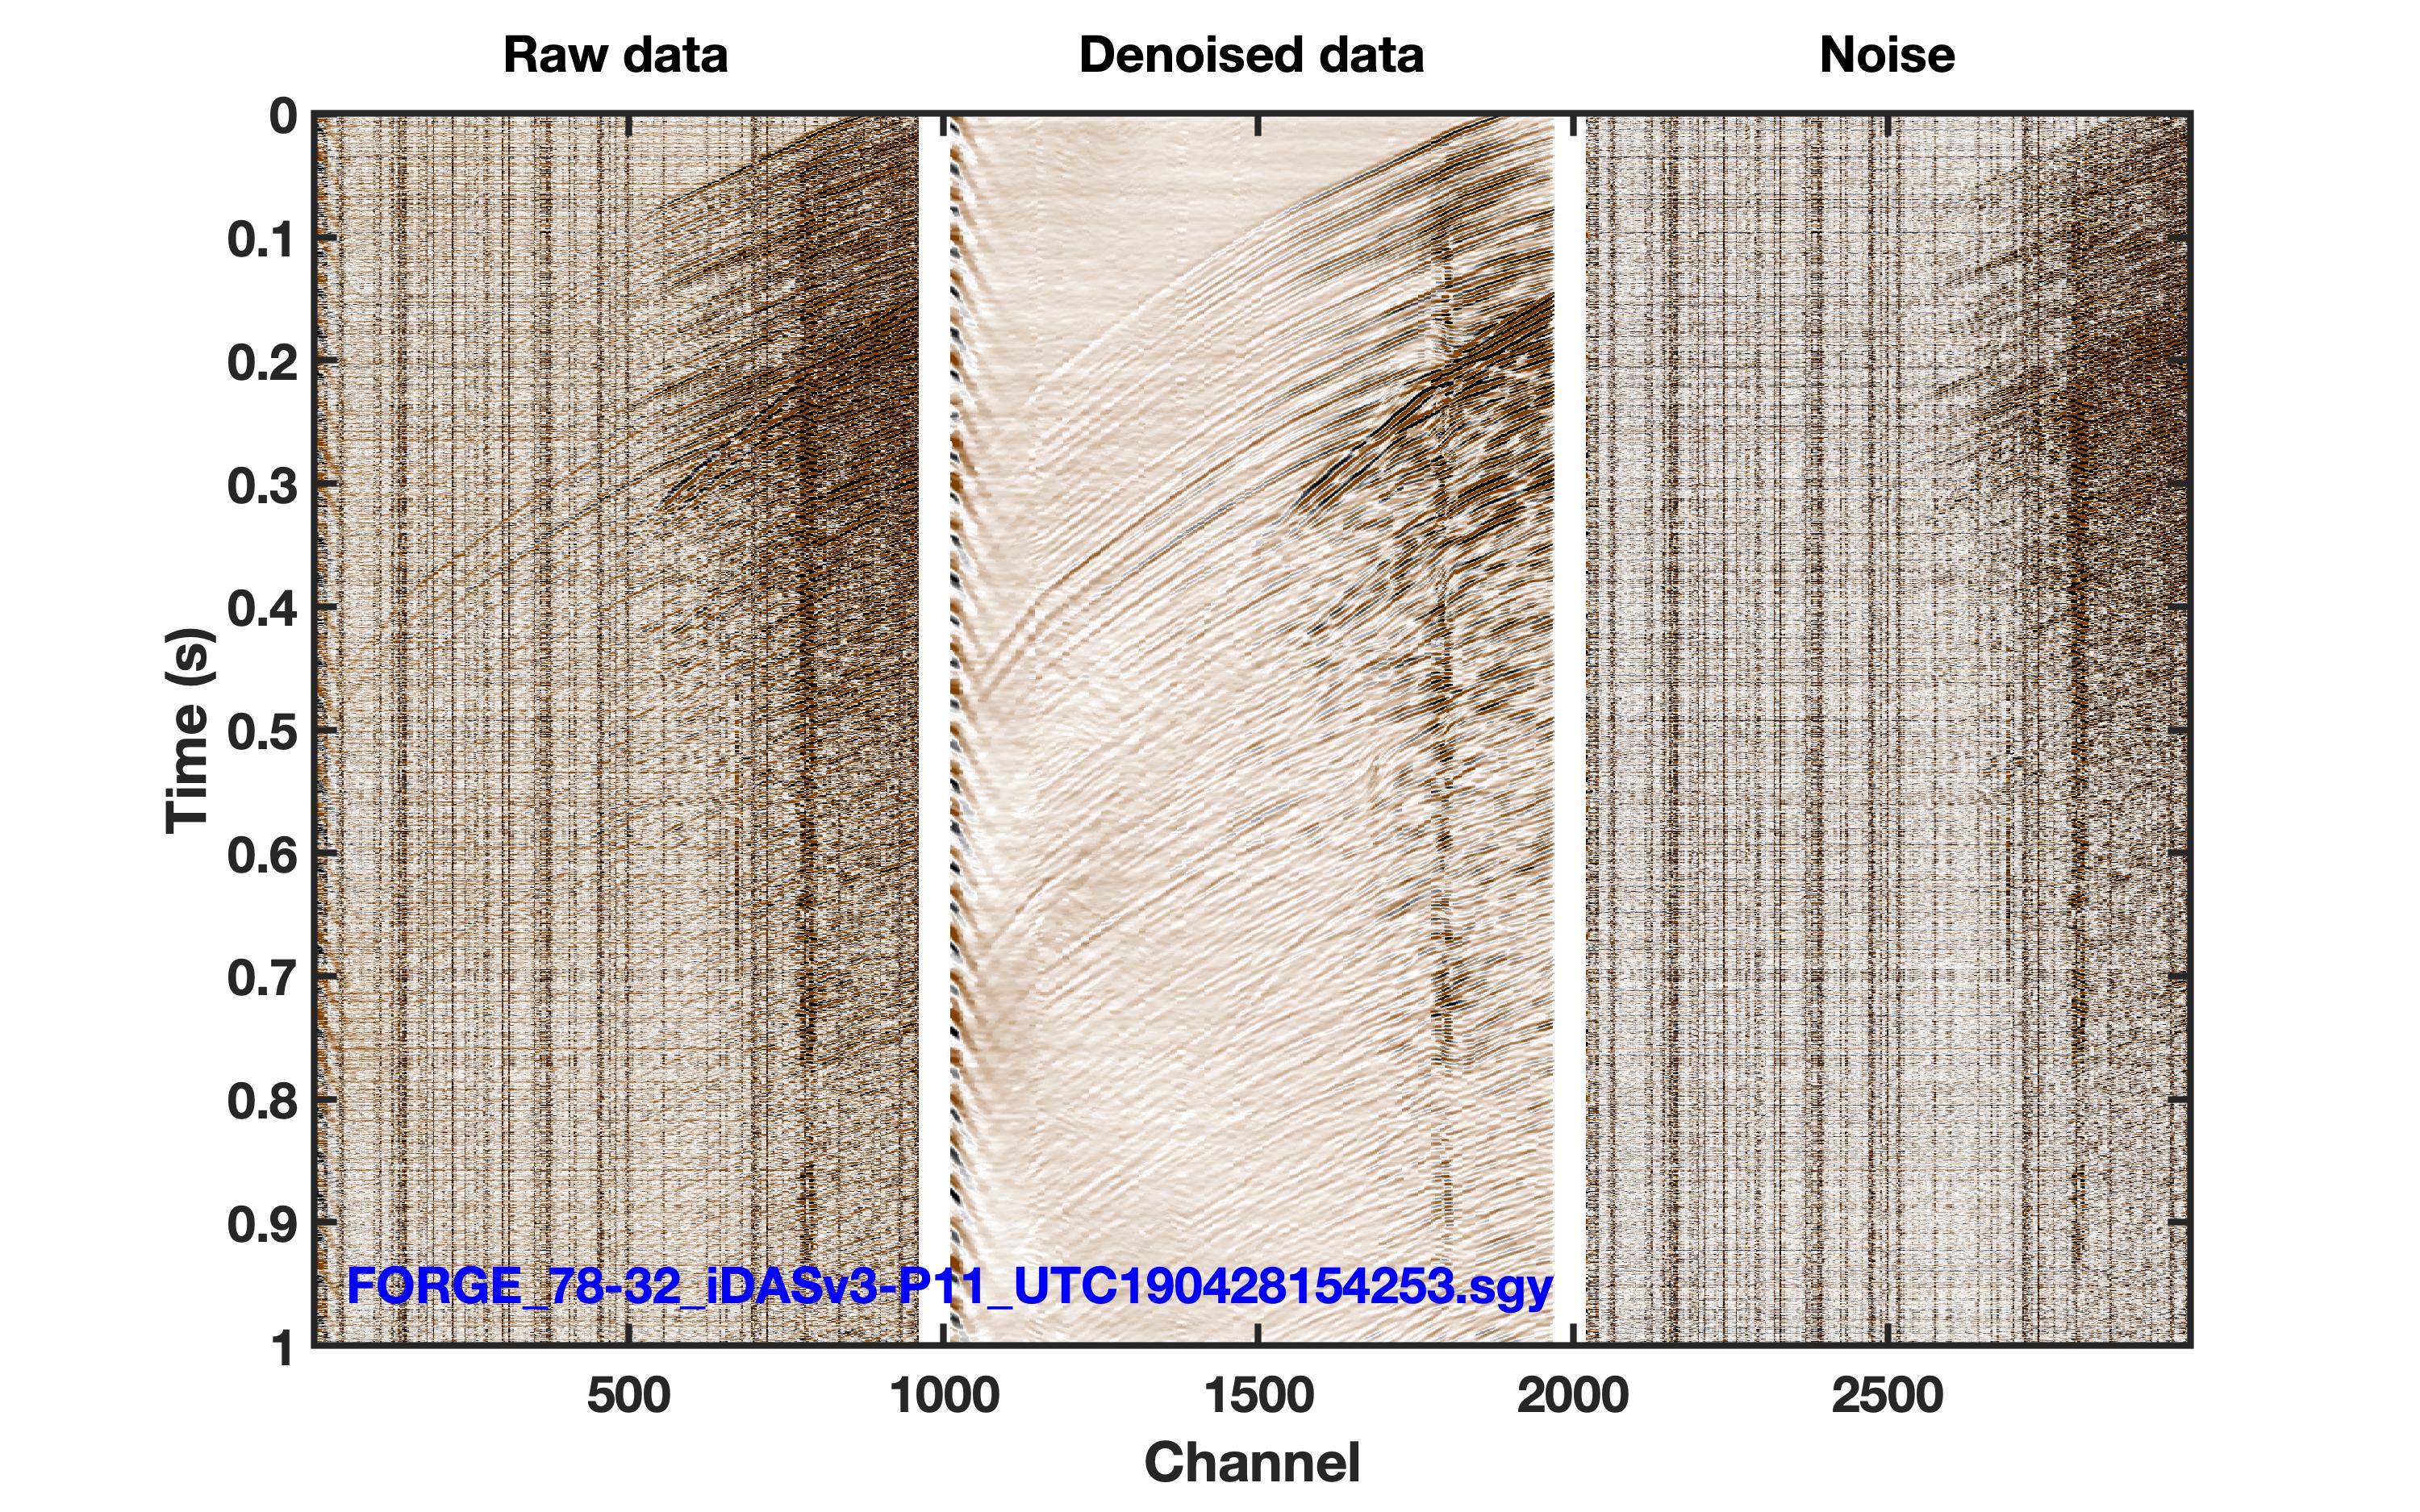 Raw data Denoised data Noise
0
0.1
0.2
0.3
0.4
0.5
0.6
0.7
0.8
0.9
1
Time (s)
FORGE_78-32_iDASv3-P11_UTC190428154253.sgy
500 1000 1500 2000 2500
Channel